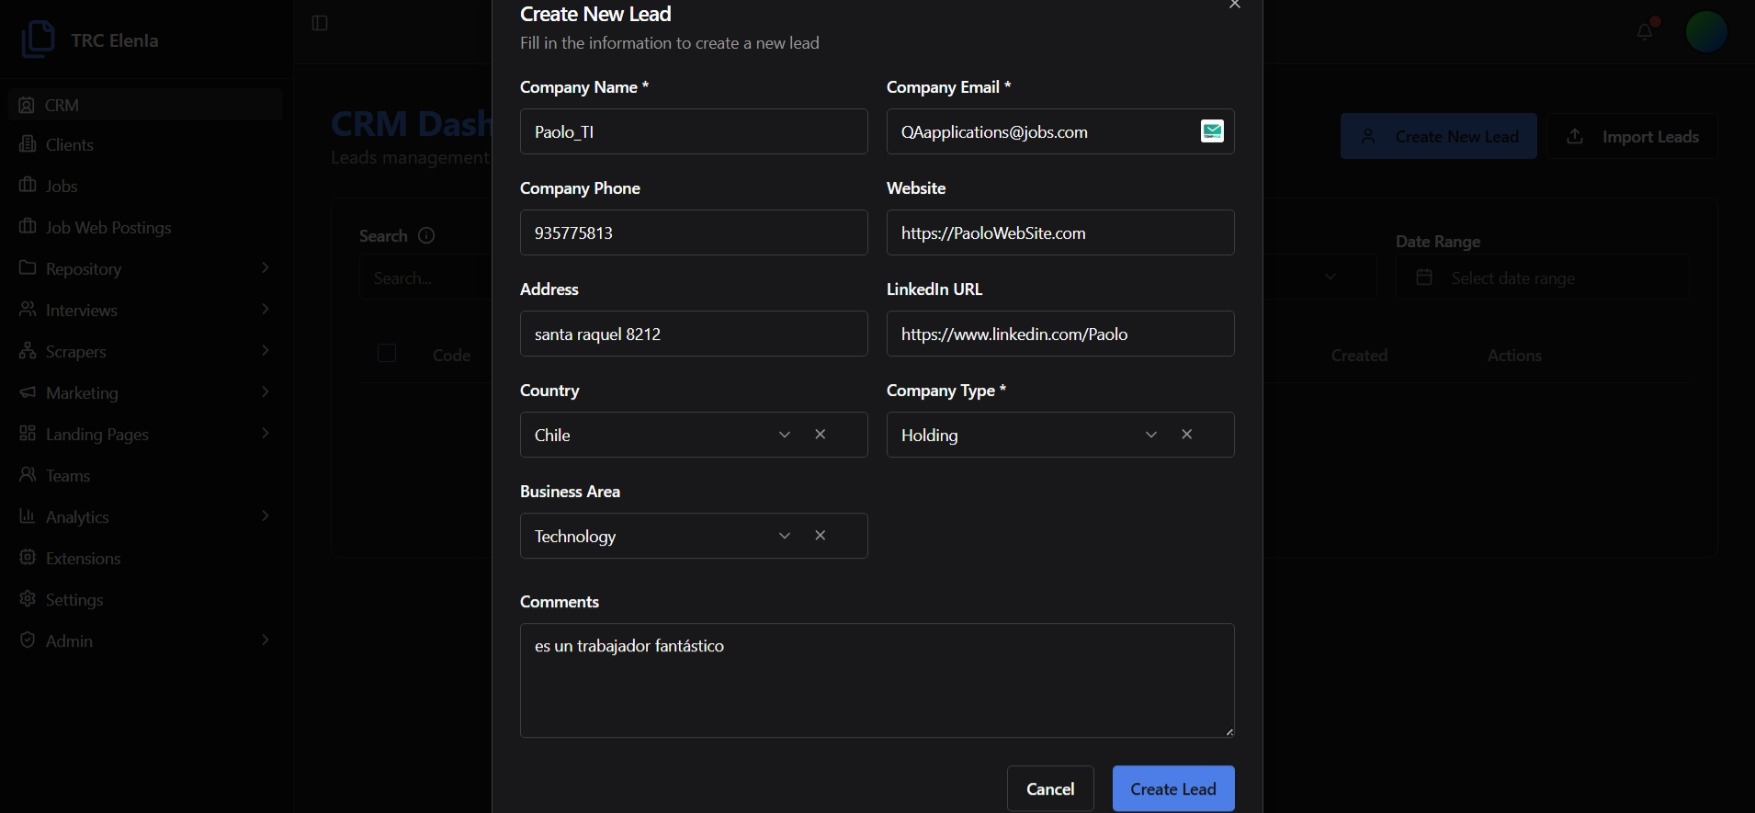 TRC Elenla
CRM
Clients
Jobs
Job Web Postings
Repository
Interviews
Scrapers
Marketing
Landing Pages
Teams
Analytics
Extensions
Settings
Admin
CRM Dash
Leads management
Create New Lead
Import Leads
Search
Search...
Date Range
Select date range
Code
Created
Actions
Create New Lead
Fill in the information to create a new lead
Company Name *
Company Email *
Paolo_TI
QAapplications@jobs.com
Company Phone
Website
935775813
https://PaoloWebSite.com
Address
LinkedIn URL
santa raquel 8212
https://www.linkedin.com/Paolo
Country
Company Type *
Chile
Holding
Business Area
Technology
Comments
es un trabajador fantástico
Cancel
Create Lead